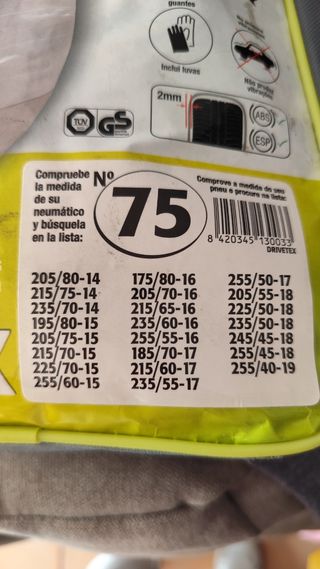 guantes
Inclui luvas
Não produz
vibrações
2mm
ABS
ESP
TÜV
GS
Compruebe
la medida
de su
neumático
y búsquela
en la lista:
Nº
75
Comprove a medida do seu
pneu e procure na lista:
8 420345 130033
DRIVETEX
205/80-14
215/75-14
235/70-14
195/80-15
205/75-15
215/70-15
225/70-15
255/60-15
175/80-16
205/70-16
215/65-16
235/60-16
255/55-16
185/70-17
215/60-17
235/55-17
255/50-17
205/55-18
225/50-18
235/50-18
245/45-18
255/45-18
255/40-19